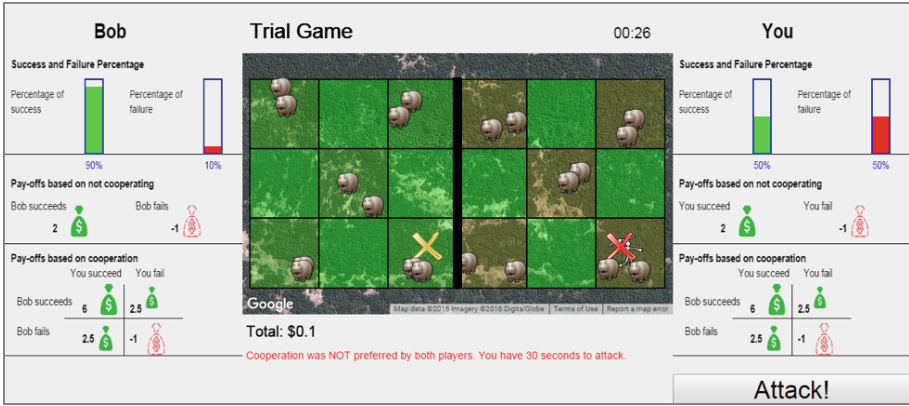 Bob
Success and Failure Percentage
Percentage of success
Percentage of failure
90%
10%
Pay-offs based on not cooperating
Bob succeeds
Bob fails
2
-1
Pay-offs based on cooperation
You succeed You fail
Bob succeeds 6 2.5
Bob fails 2.5 -1
Trial Game
00:26
Google
Map data ©2016 Imagery ©2016 DigitalGlobe Terms of Use Report a map error
Total: $0.1
Cooperation was NOT preferred by both players. You have 30 seconds to attack.
You
Success and Failure Percentage
Percentage of success
Percentage of failure
50%
50%
Pay-offs based on not cooperating
You succeed
You fail
2
-1
Pay-offs based on cooperation
You succeed You fail
Bob succeeds 6 2.5
Bob fails 2.5 -1
Attack!